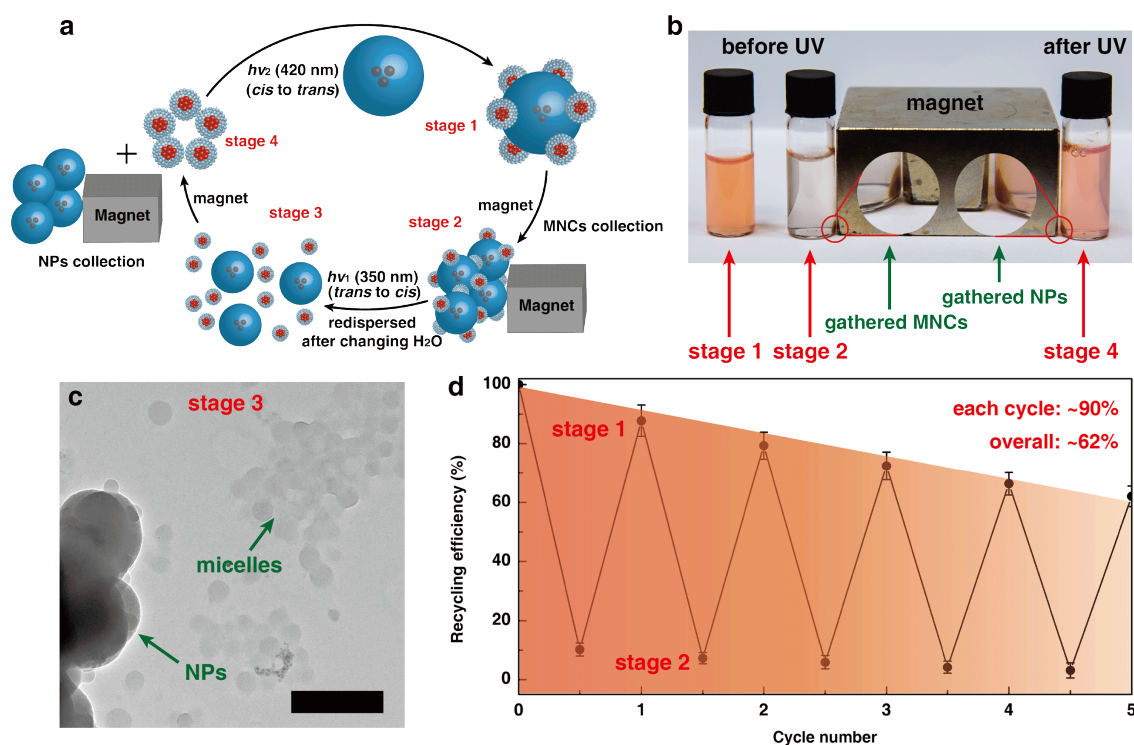 a
hv₂ (420 nm)
(cis to trans)
stage 1
stage 4
+
magnet
Magnet
NPs collection
stage 3
stage 2
magnet
MNCs collection
hv₁ (350 nm)
(trans to cis)
redispersed
after changing H₂O
Magnet
b
before UV
after UV
magnet
gathered NPs
gathered MNCs
stage 1
stage 2
stage 4
c
stage 3
micelles
NPs
d
each cycle: ~90%
overall: ~62%
stage 1
stage 2
Recycling efficiency (%)
100
80
60
40
20
0
0 1 2 3 4 5
Cycle number